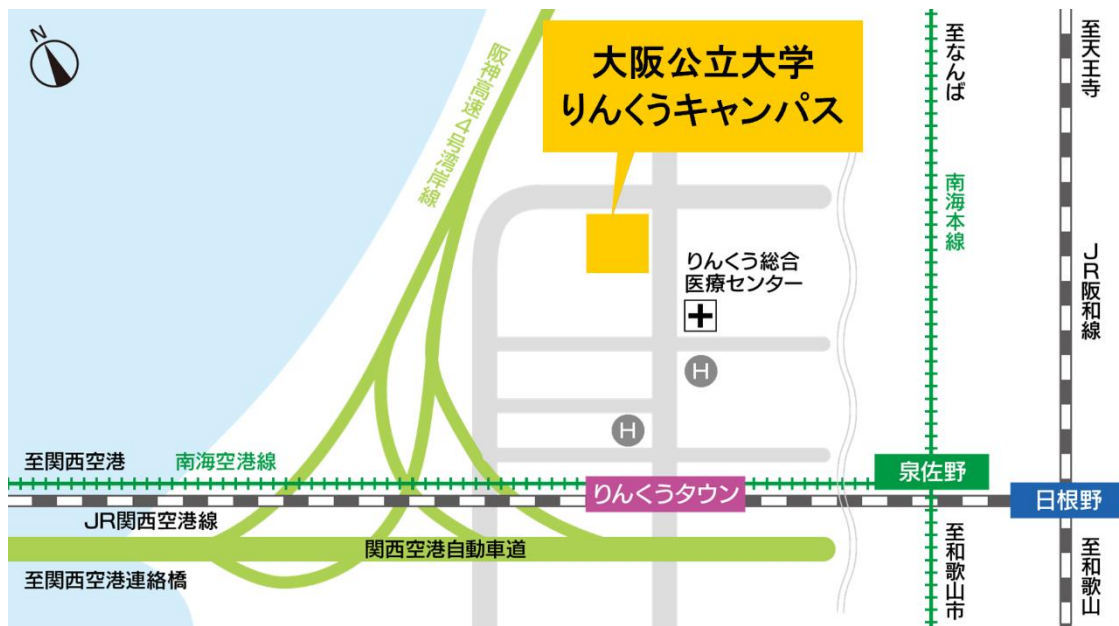 N
阪神高速4号湾岸線
大阪公立大学
りんくうキャンパス
至なんば
至天王寺
南海本線
JR阪和線
りんくう総合
医療センター
H
H
至関西空港
南海空港線
りんくうタウン
泉佐野
日根野
JR関西空港線
関西空港自動車道
至関西空港連絡橋
至和歌山市
至和歌山